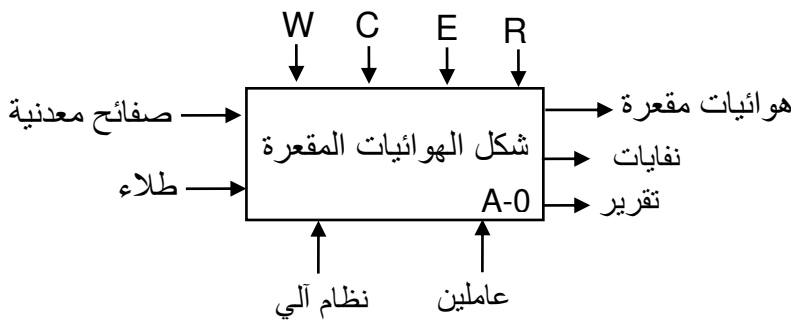 W C E R
صفائح معدنية
طلاء
شكل الهوائيات المقعرة
A-0
هوائيات مقعرة
نفايات
تقرير
نظام آلي
عاملين